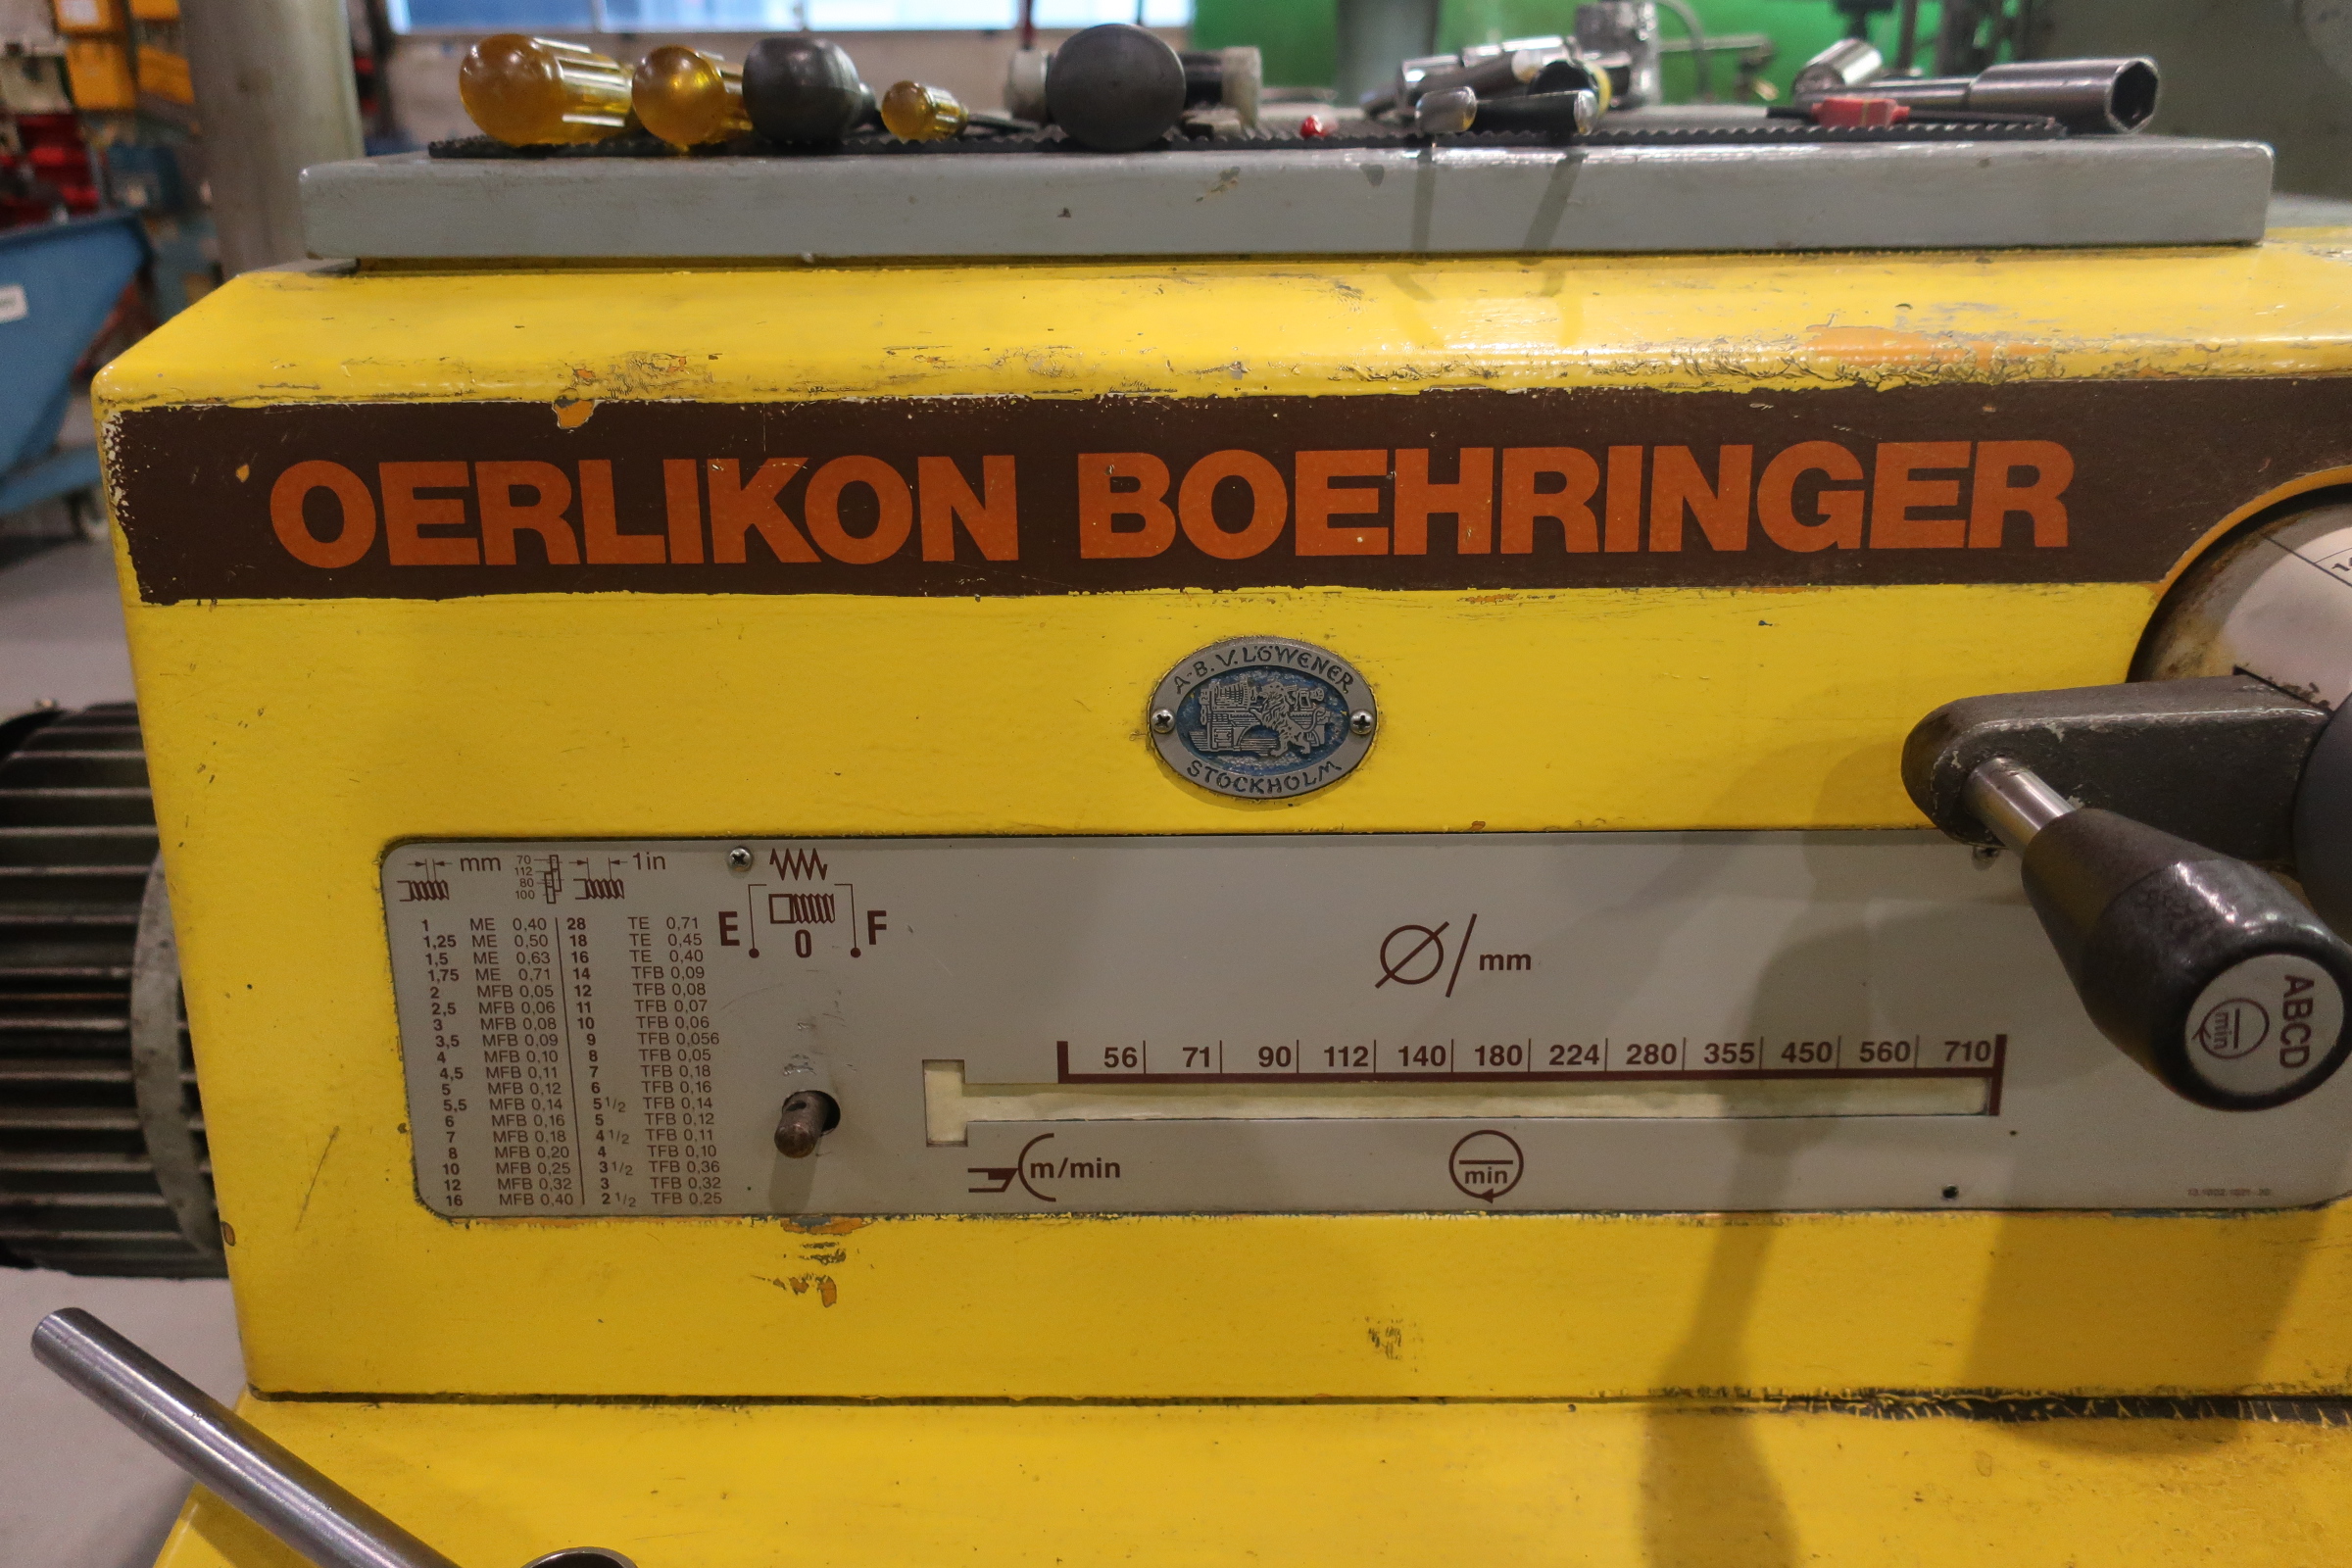 OERLIKON BOEHRINGER
A-B. V. LÖWENER
STOCKHOLM
mm 70 112 80 100 1in
1 ME 0,40 28 TE 0,71
1,25 ME 0,50 18 TE 0,45
1,5 ME 0,63 16 TE 0,40
1,75 ME 0,71 14 TFB 0,09
2 MFB 0,05 12 TFB 0,08
2,5 MFB 0,06 11 TFB 0,07
3 MFB 0,08 10 TFB 0,06
3,5 MFB 0,09 9 TFB 0,056
4 MFB 0,10 8 TFB 0,05
4,5 MFB 0,11 7 TFB 0,18
5 MFB 0,12 6 TFB 0,16
5,5 MFB 0,14 5 1/2 TFB 0,14
6 MFB 0,16 5 TFB 0,12
7 MFB 0,18 4 1/2 TFB 0,11
8 MFB 0,20 4 TFB 0,10
10 MFB 0,25 3 1/2 TFB 0,36
12 MFB 0,32 3 TFB 0,32
16 MFB 0,40 2 1/2 TFB 0,25
E 0 F
Ø/mm
56 71 90 112 140 180 224 280 355 450 560 710
m/min
min
ABCD
min